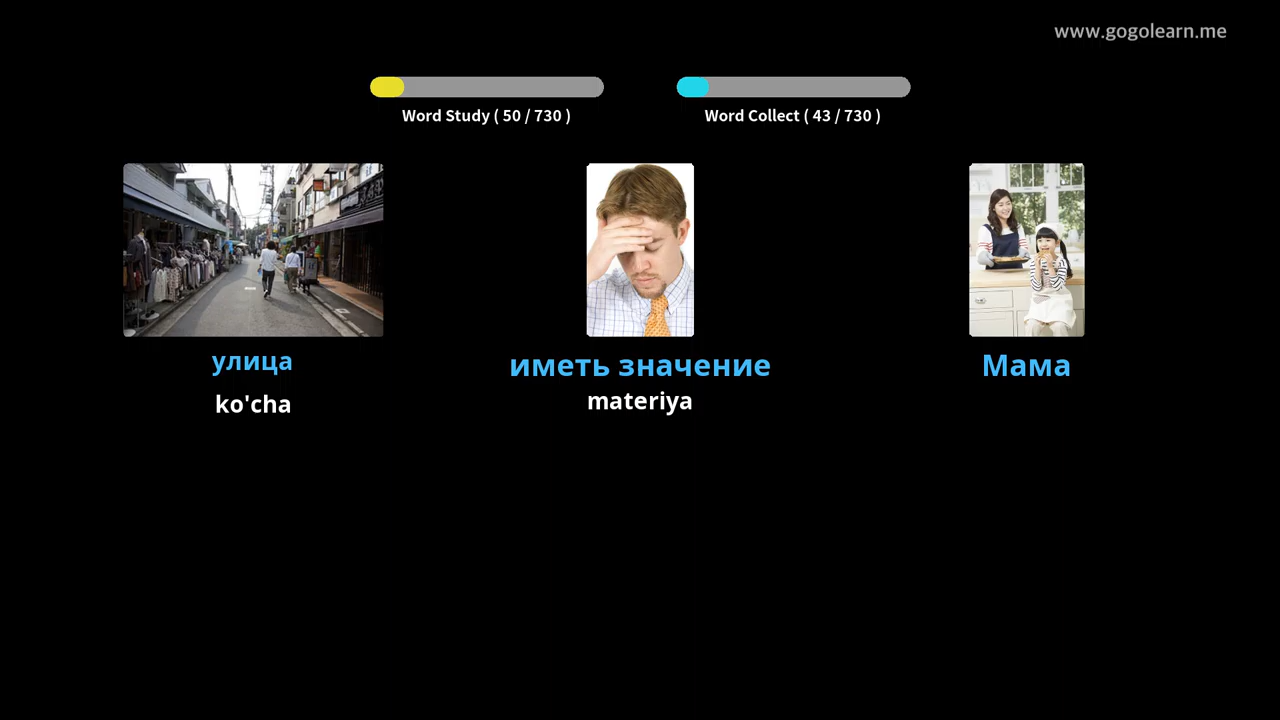 www.gogolearn.me
Word Study ( 50 / 730 )
Word Collect ( 43 / 730 )
улица
ko'cha
иметь значение
materiya
Мама